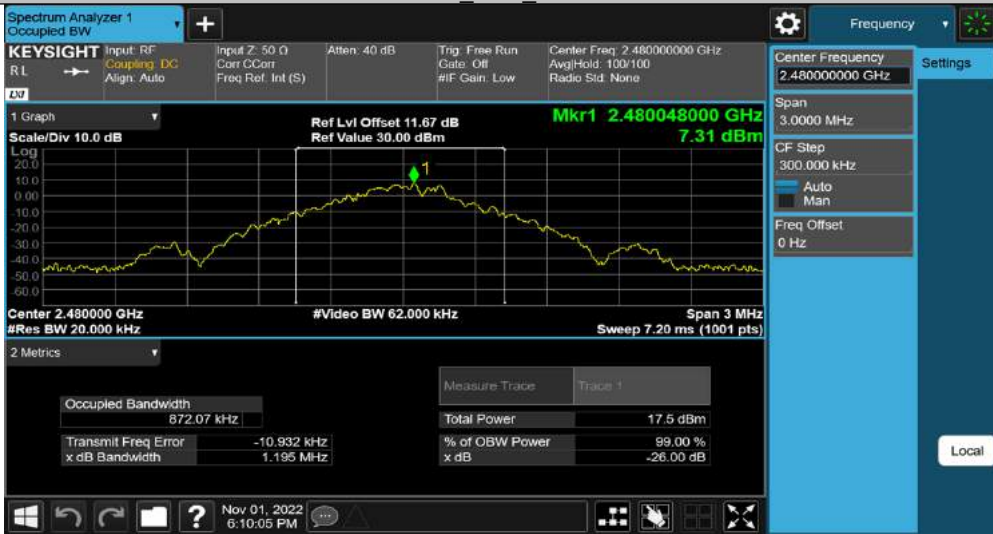 Spectrum Analyzer 1
Occupied BW
+
Frequency
KEYSIGHT
RL
LXI
Input: RF
Coupling: DC
Align: Auto
Input Z: 50 Ω
Corr CCorr
Freq Ref: Int (S)
Atten: 40 dB
Trig: Free Run
Gate: Off
#IF Gain: Low
Center Freq: 2.480000000 GHz
Avg|Hold: 100/100
Radio Std: None
Center Frequency
2.480000000 GHz
Settings
Span
3.0000 MHz
CF Step
300.000 kHz
Auto
Man
Freq Offset
0 Hz
Local
1 Graph
Scale/Div 10.0 dB
Ref Lvl Offset 11.67 dB
Ref Value 30.00 dBm
Mkr1 2.480048000 GHz
7.31 dBm
Log
20.0
10.0
0.00
-10.0
-20.0
-30.0
-40.0
-50.0
-60.0
1
Center 2.480000 GHz
#Video BW 62.000 kHz
Span 3 MHz
#Res BW 20.000 kHz
Sweep 7.20 ms (1001 pts)
2 Metrics
Measure Trace
Trace 1
Occupied Bandwidth
872.07 kHz
Total Power
17.5 dBm
Transmit Freq Error
-10.932 kHz
% of OBW Power
99.00 %
x dB Bandwidth
1.195 MHz
x dB
-26.00 dB
?
Nov 01, 2022
6:10:05 PM